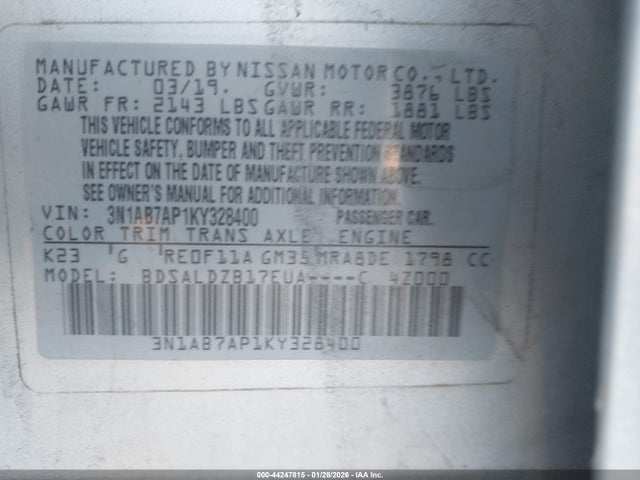 MANUFACTURED BY NISSAN MOTOR CO., LTD.
DATE: 03/19. GVWR: 3876 LBS
GAWR FR: 2143 LBS GAWR RR: 1881 LBS
THIS VEHICLE CONFORMS TO ALL APPLICABLE FEDERAL MOTOR
VEHICLE SAFETY, BUMPER AND THEFT PREVENTION STANDARDS
IN EFFECT ON THE DATE OF MANUFACTURE SHOWN ABOVE.
SEE OWNER'S MANUAL FOR ADDITIONAL INFORMATION.
VIN: 3N1AB7AP1KY328400 PASSENGER CAR.
COLOR TRIM TRANS AXLE ENGINE
K23 G RE0F11A GM35 MRA8DE 1798 CC
MODEL: BDSALDZB17EUA----C 4Z000
3N1AB7AP1KY328400
000-44247815 - 01/28/2026 - IAA Inc.